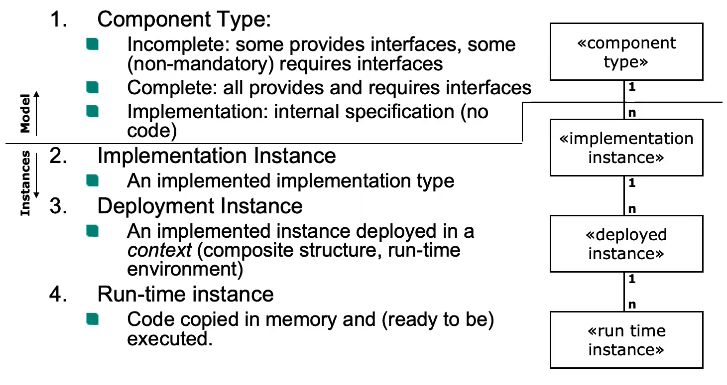 1. Component Type:
Incomplete: some provides interfaces, some
(non-mandatory) requires interfaces
Complete: all provides and requires interfaces
Implementation: internal specification (no
code)
Model
Instances
2. Implementation Instance
An implemented implementation type
3. Deployment Instance
An implemented instance deployed in a
context (composite structure, run-time
environment)
4. Run-time instance
Code copied in memory and (ready to be)
executed.
«component
type»
1
n
«implementation
instance»
1
n
«deployed
instance»
1
n
«run time
instance»